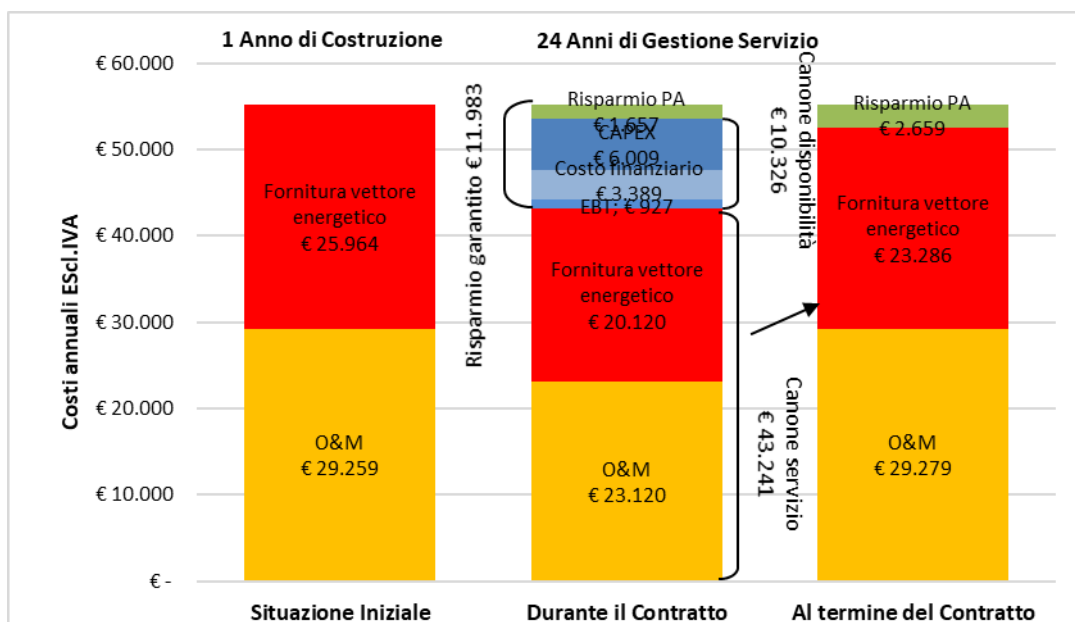 1 Anno di Costruzione
24 Anni di Gestione Servizio
Costi annuali EScl.IVA
€ 60.000
€ 50.000
€ 40.000
€ 30.000
€ 20.000
€ 10.000
€ -
Fornitura vettore
energetico
€ 25.964
O&M
€ 29.259
Risparmio garantito € 11.983
Risparmio PA
€ 1.657
CAPEX
€ 6.009
Costo finanziario
€ 3.389
EBT; € 927
Fornitura vettore
energetico
€ 20.120
O&M
€ 23.120
Canone disponibilità
€ 10.326
Canone servizio
€ 43.241
Risparmio PA
€ 2.659
Fornitura vettore
energetico
€ 23.286
O&M
€ 29.279
Situazione Iniziale
Durante il Contratto
Al termine del Contratto